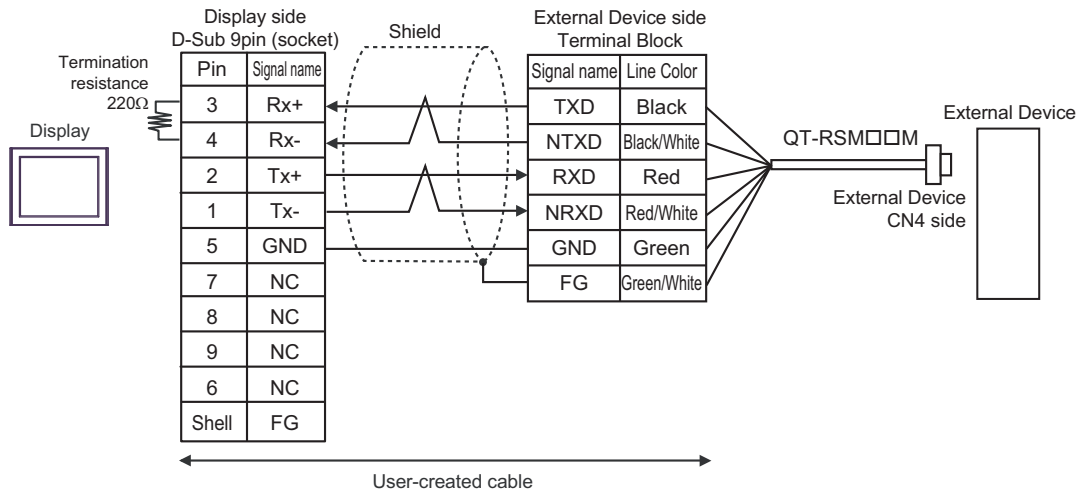 Display side
D-Sub 9pin (socket)
Shield
External Device side
Terminal Block
Termination
resistance
220Ω
Display
Pin Signal name
3 Rx+
4 Rx-
2 Tx+
1 Tx-
5 GND
7 NC
8 NC
9 NC
6 NC
Shell FG
Signal name Line Color
TXD Black
NTXD Black/White
RXD Red
NRXD Red/White
GND Green
FG Green/White
QT-RSM□□M
External Device
CN4 side
External Device
User-created cable